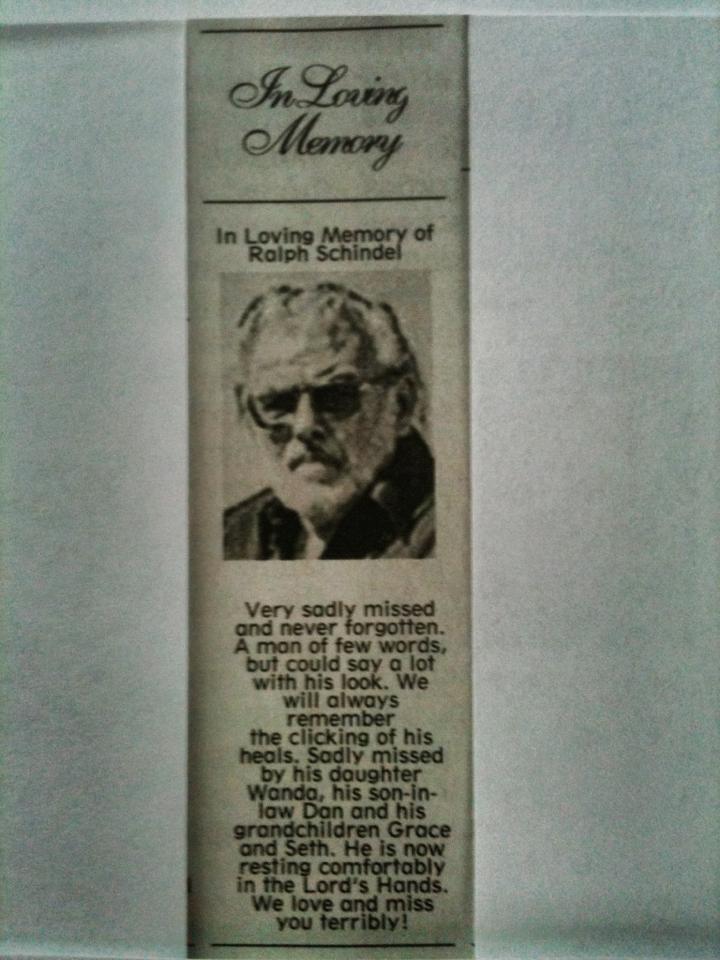 In Loving
Memory
In Loving Memory of
Ralph Schindel
Very sadly missed
and never forgotten.
A man of few words,
but could say a lot
with his look. We
will always
remember
the clicking of his
heals. Sadly missed
by his daughter
Wanda, his son-in-
law Dan and his
grandchildren Grace
and Seth. He is now
resting comfortably
in the Lord's Hands.
We love and miss
you terribly!